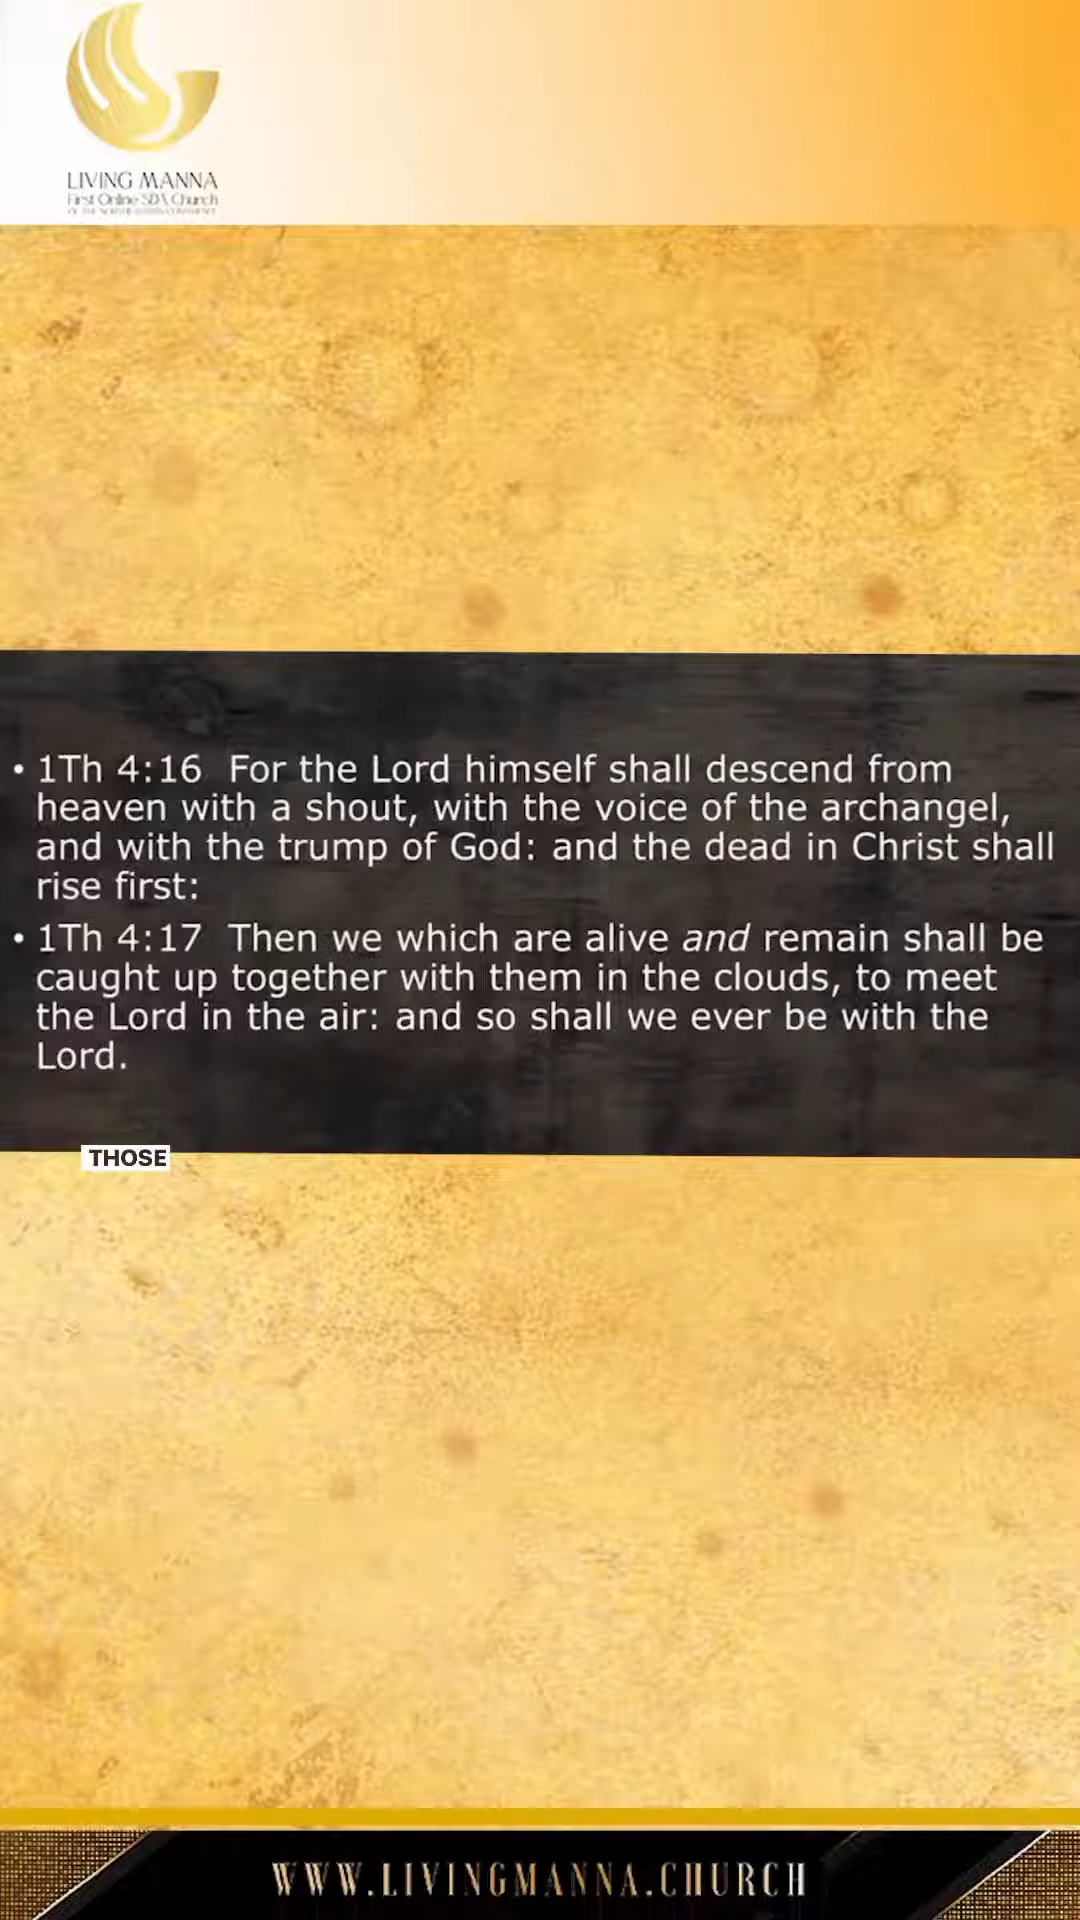 LIVING MANNA
First Online SDA Church
• 1Th 4:16  For the Lord himself shall descend from
heaven with a shout, with the voice of the archangel,
and with the trump of God: and the dead in Christ shall
rise first:
• 1Th 4:17  Then we which are alive and remain shall be
caught up together with them in the clouds, to meet
the Lord in the air: and so shall we ever be with the
Lord.
THOSE
WWW.LIVINGMANNA.CHURCH